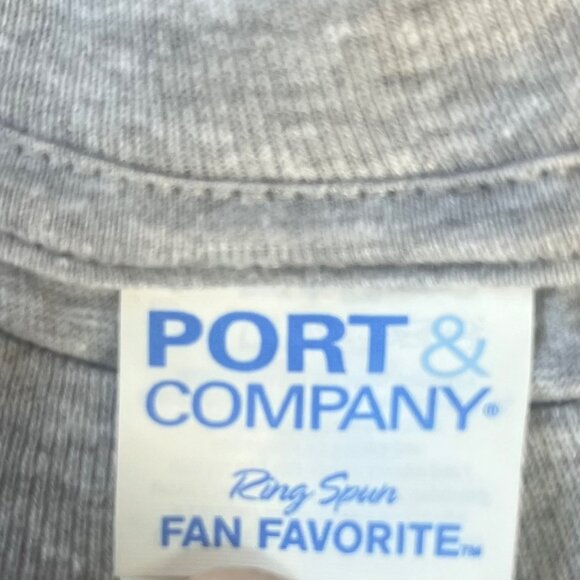 PORT &
COMPANY®
Ring Spun
FAN FAVORITE™